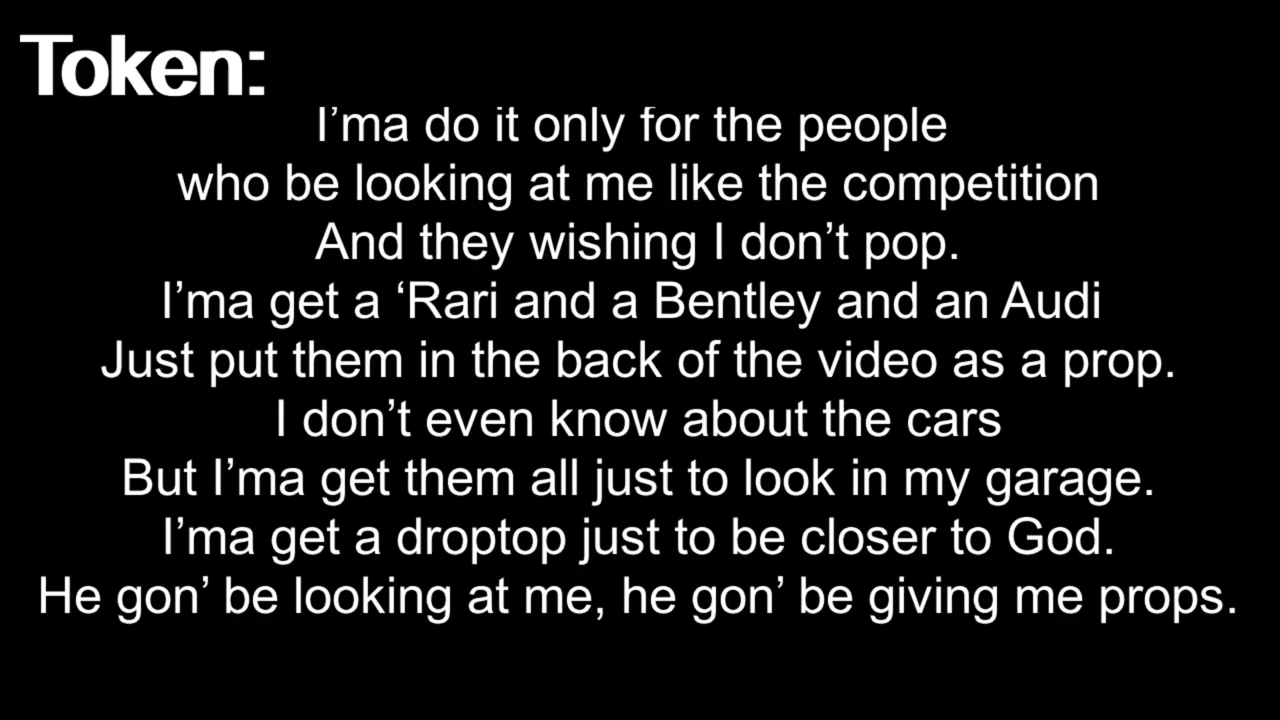 Token:
I’ma do it only for the people
who be looking at me like the competition
And they wishing I don’t pop.
I’ma get a ‘Rari and a Bentley and an Audi
Just put them in the back of the video as a prop.
I don’t even know about the cars
But I’ma get them all just to look in my garage.
I’ma get a droptop just to be closer to God.
He gon’ be looking at me, he gon’ be giving me props.